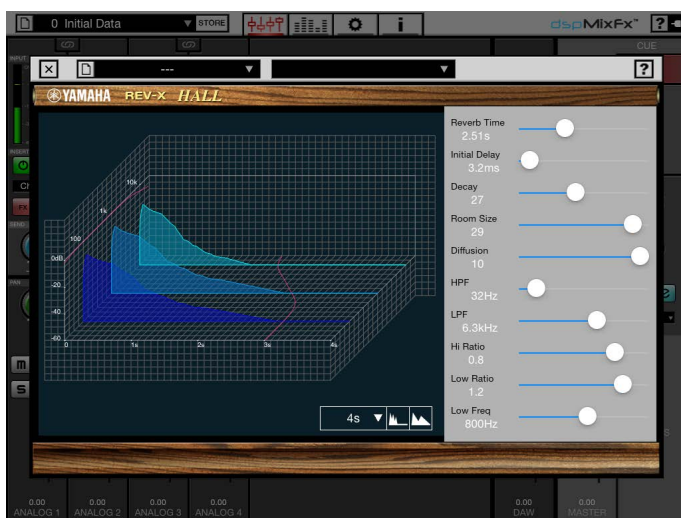 0 Initial Data
STORE
i
dspMixFx™
?
CUE
INPUT
---
?
YAMAHA REV-X HALL
INSERT
FX
SEND
PAN
M
S
10k
1k
100
0dB
-20
-40
-60
0 1s 2s 3s 4s
4s
Reverb Time
2.51s
Initial Delay
3.2ms
Decay
27
Room Size
29
Diffusion
10
HPF
32Hz
LPF
6.3kHz
Hi Ratio
0.8
Low Ratio
1.2
Low Freq
800Hz
0.00 0.00 0.00 0.00 0.00 0.00
ANALOG 1 ANALOG 2 ANALOG 3 ANALOG 4 DAW MASTER